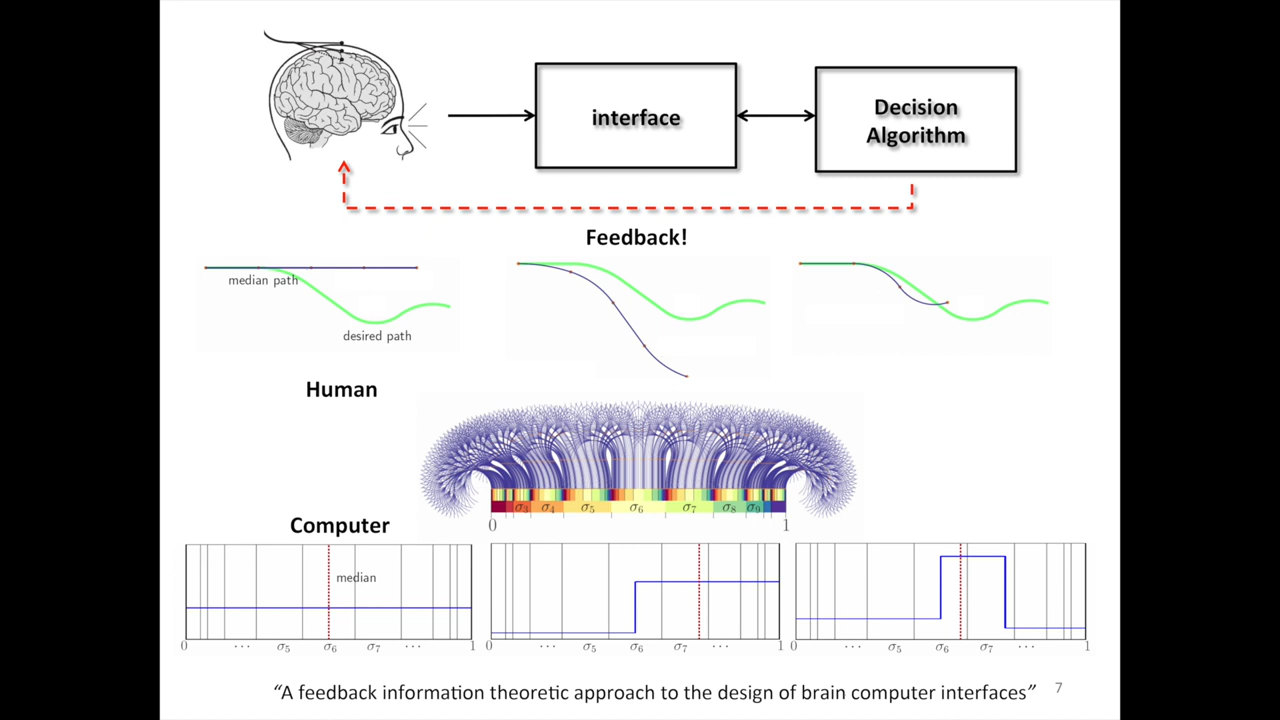 interface
Decision
Algorithm
Feedback!
median path
desired path
Human
σ3 σ4 σ5 σ6 σ7 σ8 σ9
0 1
Computer
median
0 ··· σ5 σ6 σ7 ··· 1
0 ··· σ5 σ7 ··· 1
0 ··· σ5 σ6 σ7 ··· 1
“A feedback information theoretic approach to the design of brain computer interfaces”
7